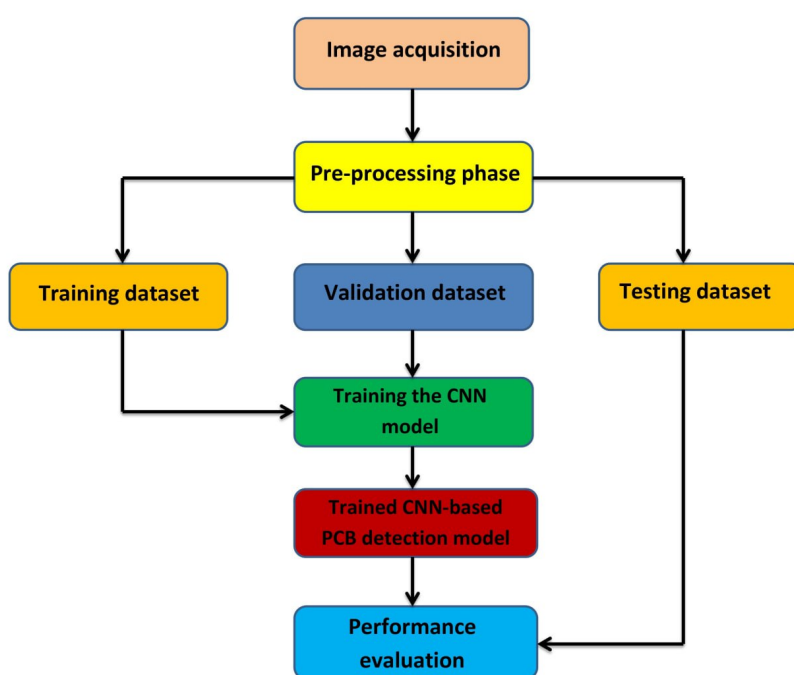 Image acquisition
Pre-processing phase
Training dataset
Validation dataset
Testing dataset
Training the CNN
model
Trained CNN-based
PCB detection model
Performance
evaluation